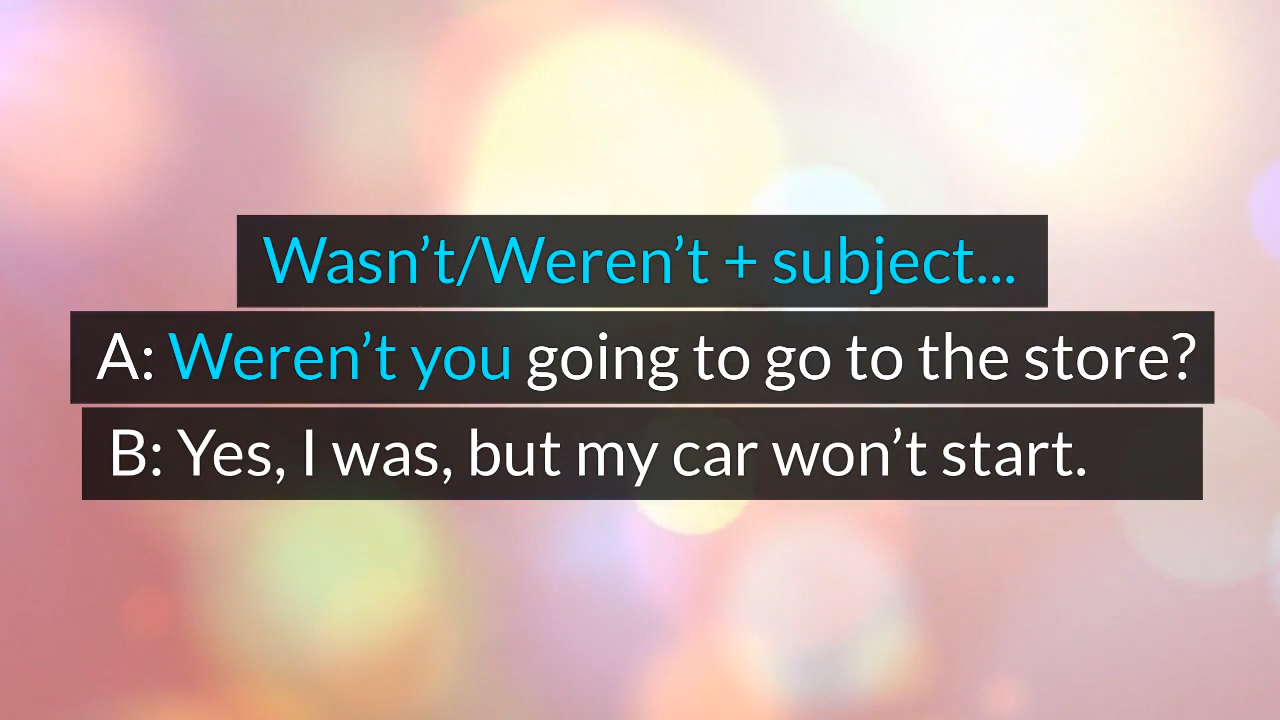 Wasn’t/Weren’t + subject...
A: Weren’t you going to go to the store?
B: Yes, I was, but my car won’t start.